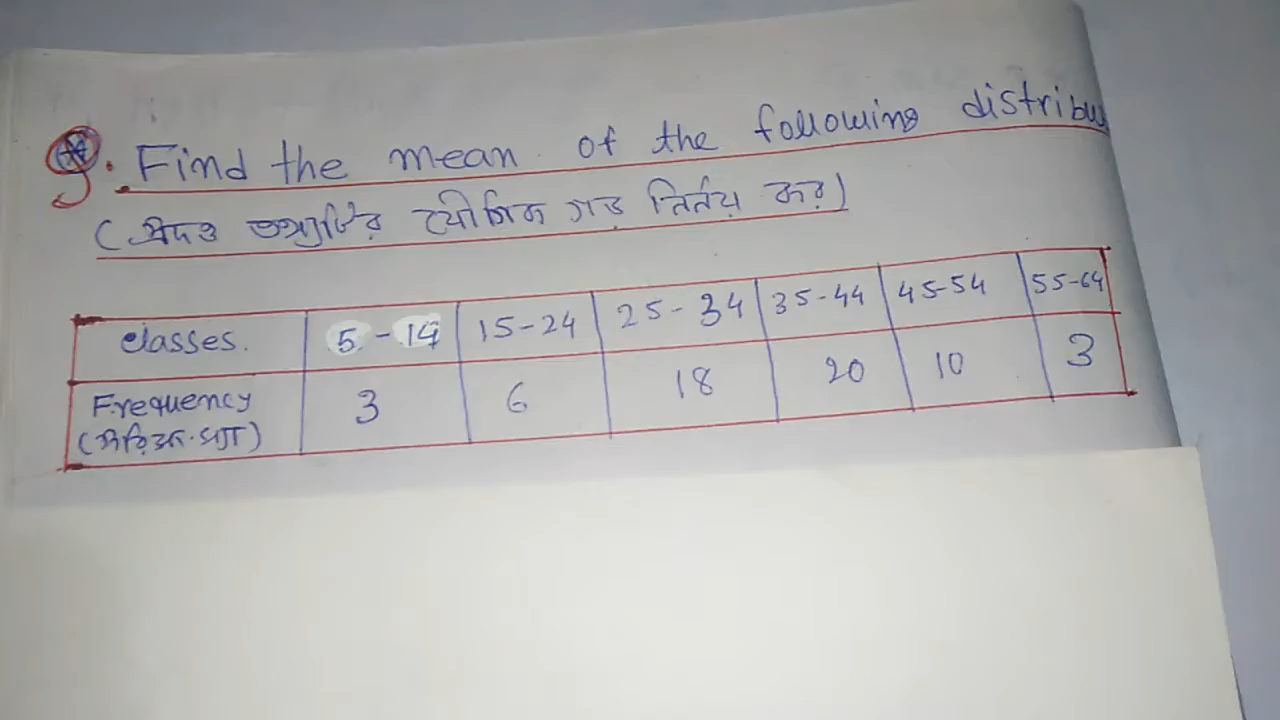 9. Find the mean of the following distribu
(প্রদত্ত তথ্যটির যৌগিক গড় নির্ণয় কর)
Classes. 5-14 15-24 25-34 35-44 45-54 55-64
Frequency 3 6 18 20 10 3